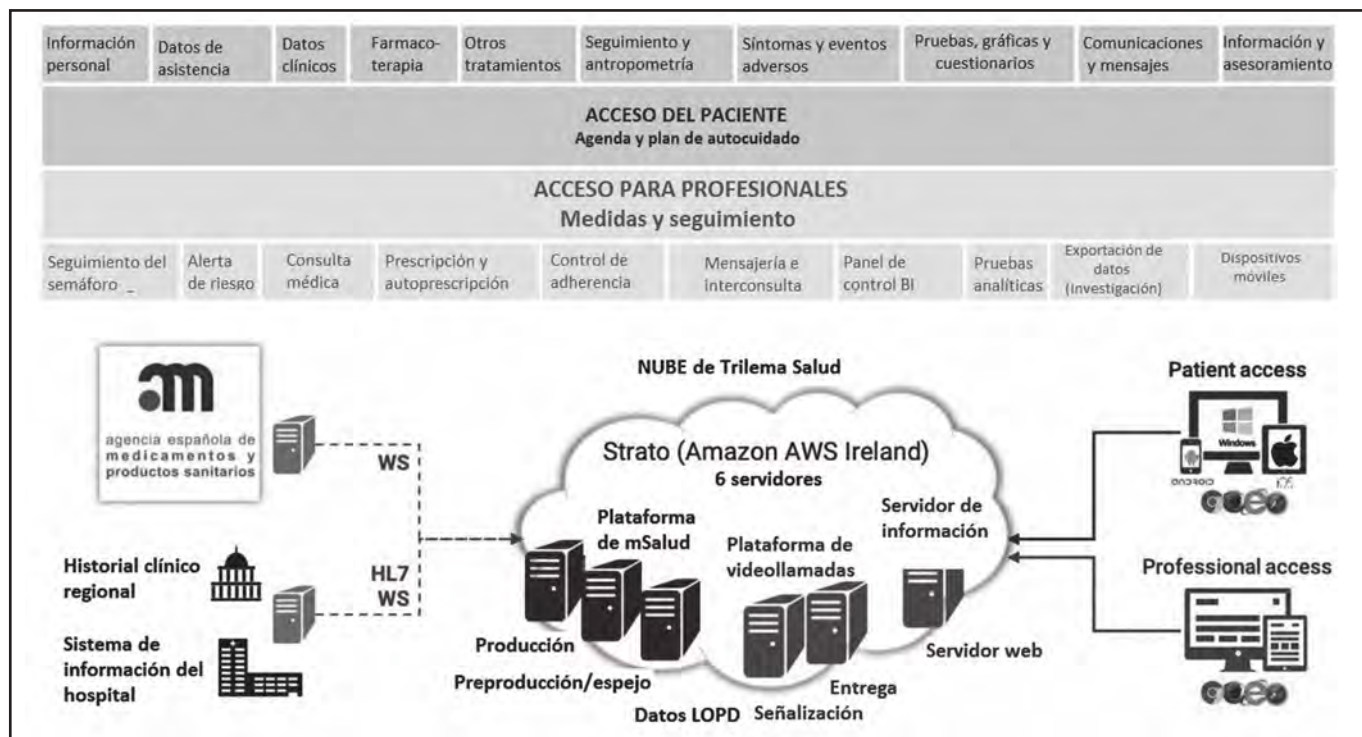 Información
personal
Datos de
asistencia
Datos
clínicos
Farmaco-
terapia
Otros
tratamientos
Seguimiento y
antropometría
Síntomas y eventos
adversos
Pruebas, gráficas y
cuestionarios
Comunicaciones
y mensajes
Información y
asesoramiento
ACCESO DEL PACIENTE
Agenda y plan de autocuidado
ACCESO PARA PROFESIONALES
Medidas y seguimiento
Seguimiento del
semáforo _
Alerta
de riesgo
Consulta
médica
Prescripción y
autoprescripción
Control de
adherencia
Mensajería e
interconsulta
Panel de
control BI
Pruebas
analíticas
Exportación de
datos
(Investigación)
Dispositivos
móviles
agencia española de
medicamentos y
productos sanitarios
WS
Historial clínico
regional
HL7
WS
Sistema de
información del
hospital
NUBE de Trilema Salud
Strato (Amazon AWS Ireland)
6 servidores
Plataforma
de mSalud
Plataforma de
videollamadas
Servidor de
información
Producción
Preproducción/espejo
Datos LOPD
Entrega
Señalización
Servidor web
Patient access
Windows
ANDROID
iOS
Professional access